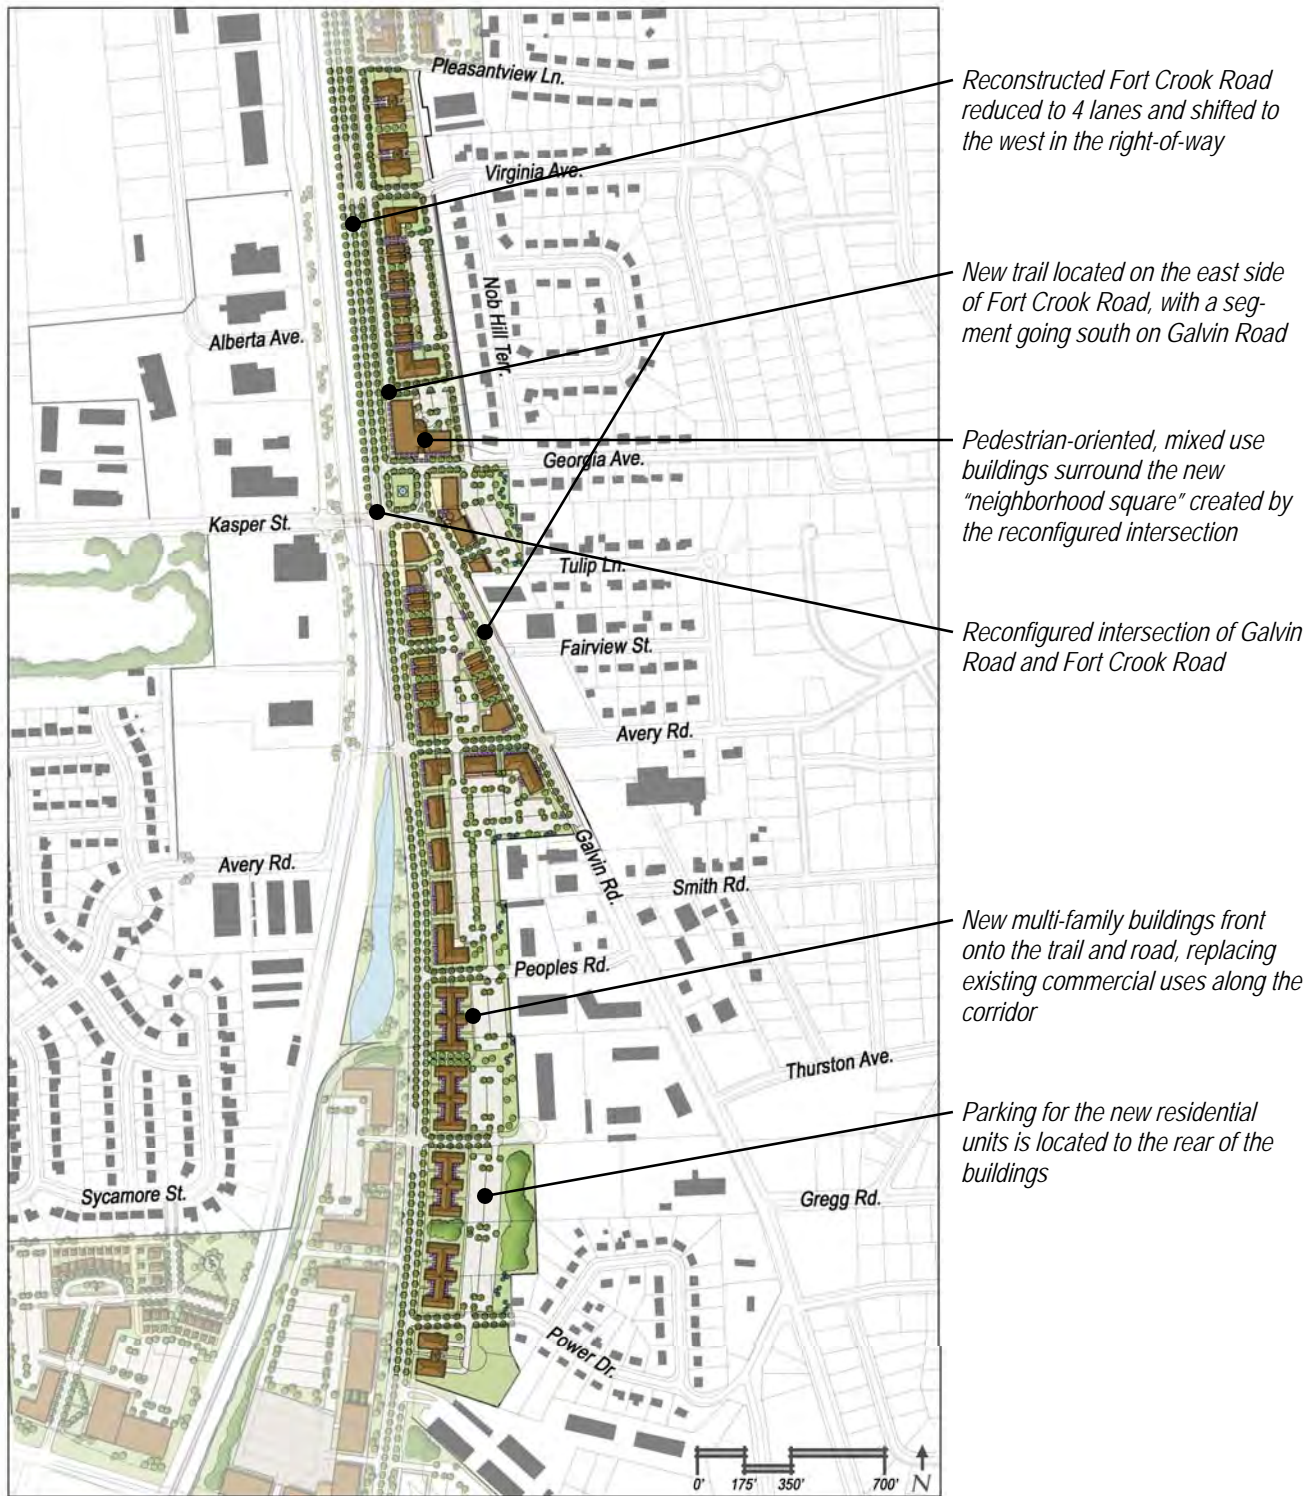 Pleasantview Ln.
Virginia Ave.
Nob Hill Terr.
Alberta Ave.
Georgia Ave.
Kasper St.
Tulip Ln.
Fairview St.
Avery Rd.
Galvin Rd.
Avery Rd.
Smith Rd.
Peoples Rd.
Thurston Ave.
Sycamore St.
Gregg Rd.
Power Dr.
0' 175' 350' 700'
N
Reconstructed Fort Crook Road
reduced to 4 lanes and shifted to
the west in the right-of-way
New trail located on the east side
of Fort Crook Road, with a seg-
ment going south on Galvin Road
Pedestrian-oriented, mixed use
buildings surround the new
"neighborhood square" created by
the reconfigured intersection
Reconfigured intersection of Galvin
Road and Fort Crook Road
New multi-family buildings front
onto the trail and road, replacing
existing commercial uses along the
corridor
Parking for the new residential
units is located to the rear of the
buildings